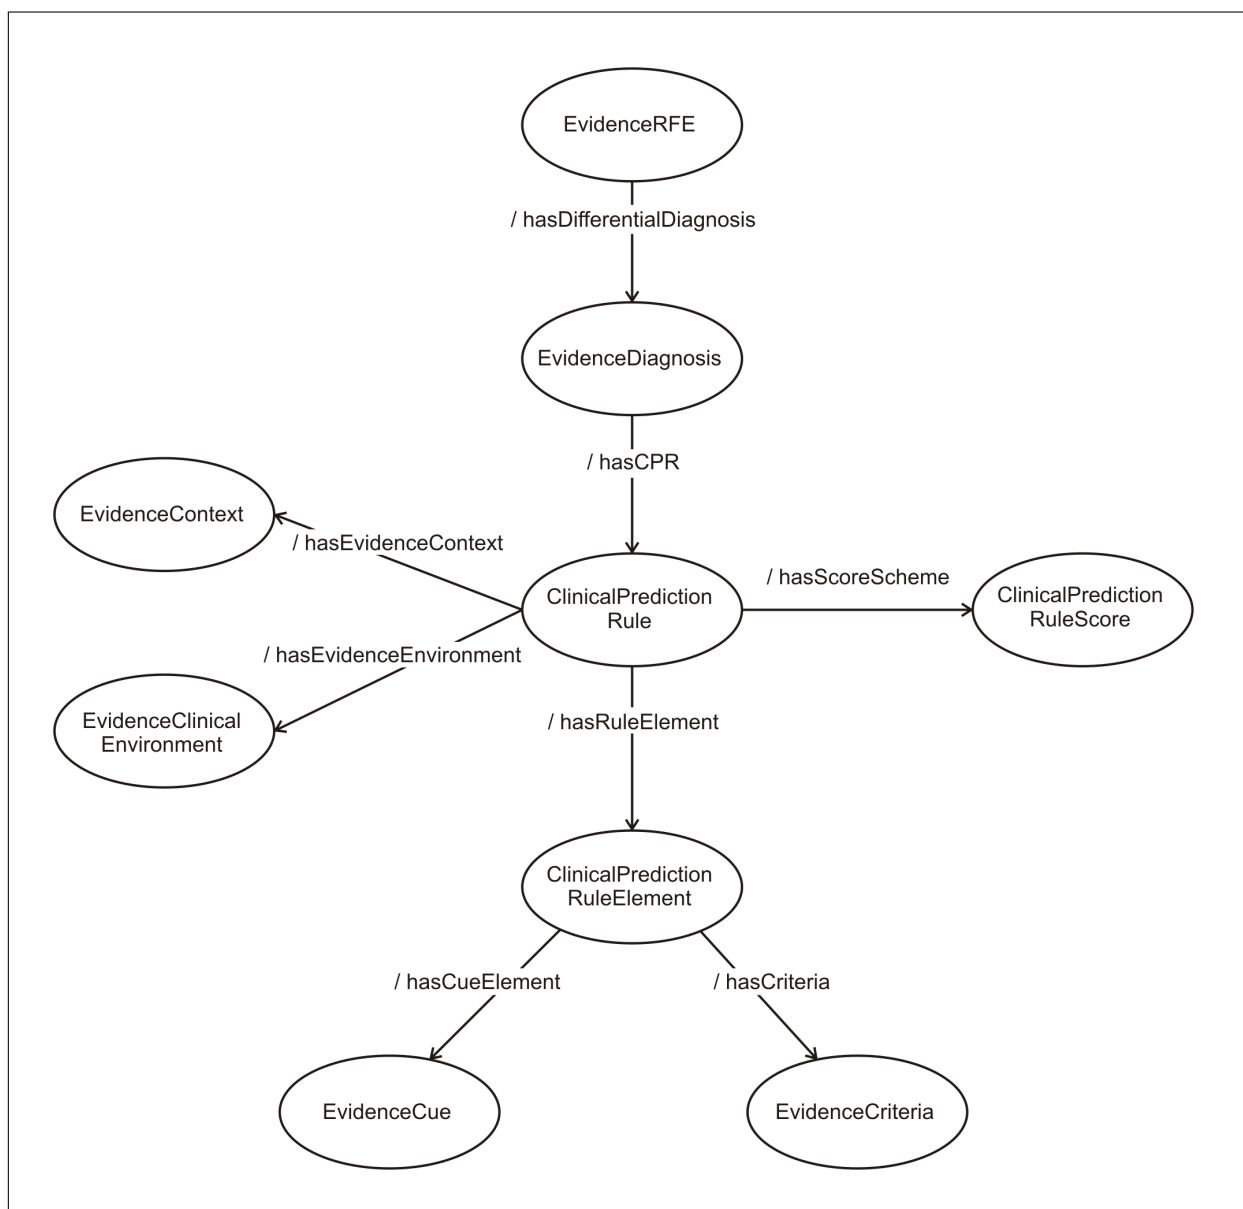 EvidenceRFE
/ hasDifferentialDiagnosis
EvidenceDiagnosis
/ hasCPR
EvidenceContext
/ hasEvidenceContext
/ hasScoreScheme
ClinicalPrediction
Rule
ClinicalPrediction
RuleScore
/ hasEvidenceEnvironment
EvidenceClinical
Environment
/ hasRuleElement
ClinicalPrediction
RuleElement
/ hasCueElement
/ hasCriteria
EvidenceCue
EvidenceCriteria